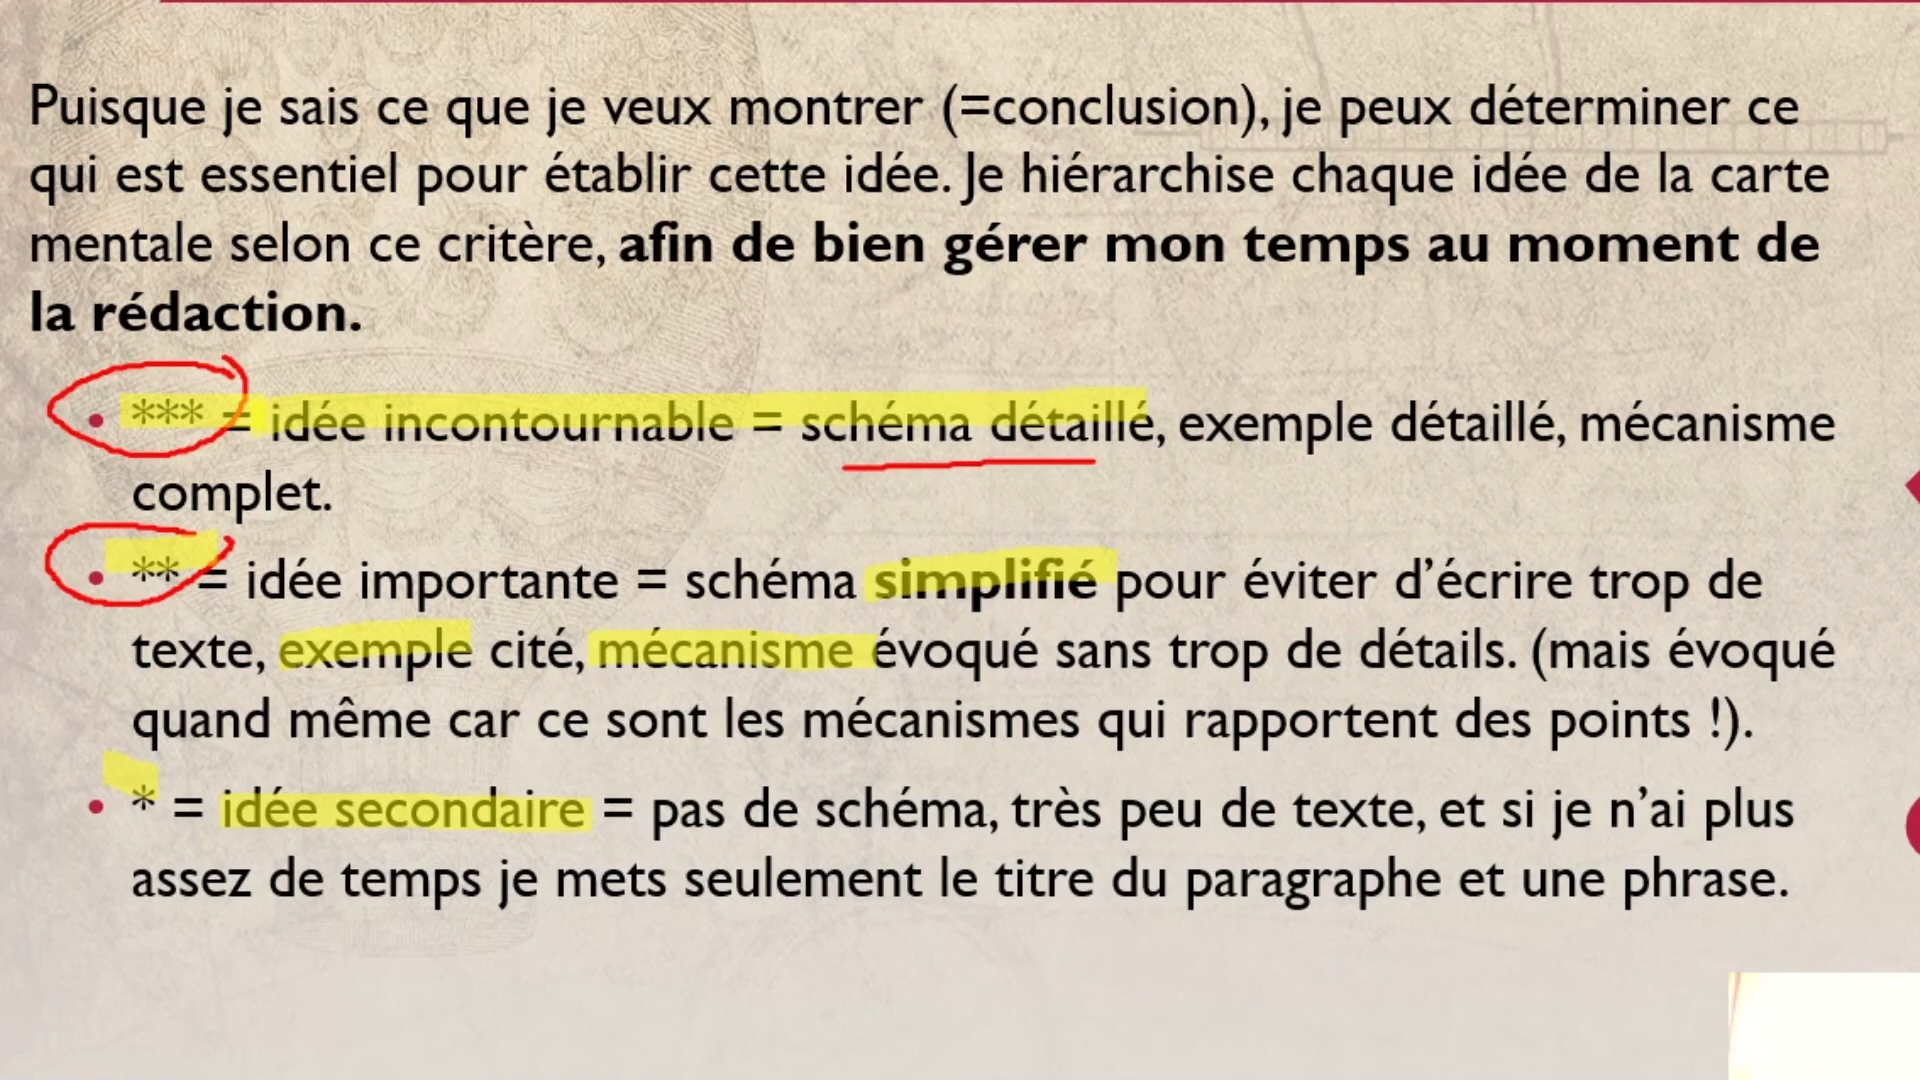 Puisque je sais ce que je veux montrer (=conclusion), je peux déterminer ce
qui est essentiel pour établir cette idée. Je hiérarchise chaque idée de la carte
mentale selon ce critère, afin de bien gérer mon temps au moment de
la rédaction.
• *** = idée incontournable = schéma détaillé, exemple détaillé, mécanisme
complet.
• ** = idée importante = schéma simplifié pour éviter d’écrire trop de
texte, exemple cité, mécanisme évoqué sans trop de détails. (mais évoqué
quand même car ce sont les mécanismes qui rapportent des points !).
• * = idée secondaire = pas de schéma, très peu de texte, et si je n’ai plus
assez de temps je mets seulement le titre du paragraphe et une phrase.